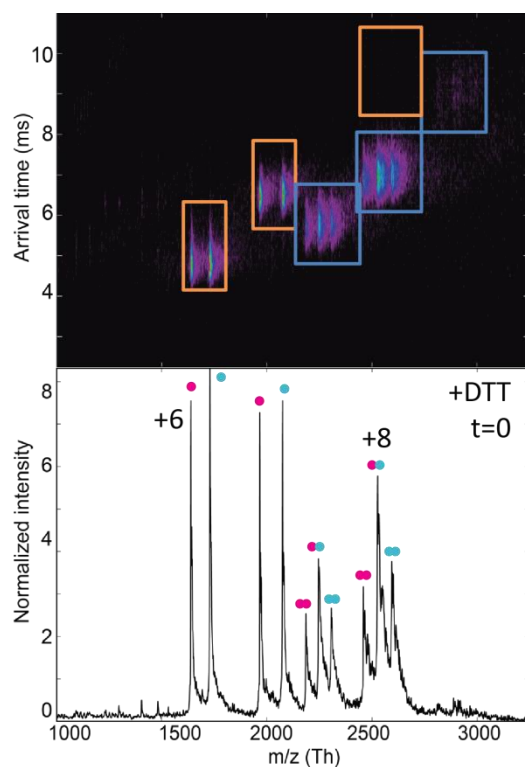 10
8
6
4
Arrival time (ms)
8
6
4
2
0
Normalized intensity
+6
+8
+DTT
t=0
1000 1500 2000 2500 3000
m/z (Th)